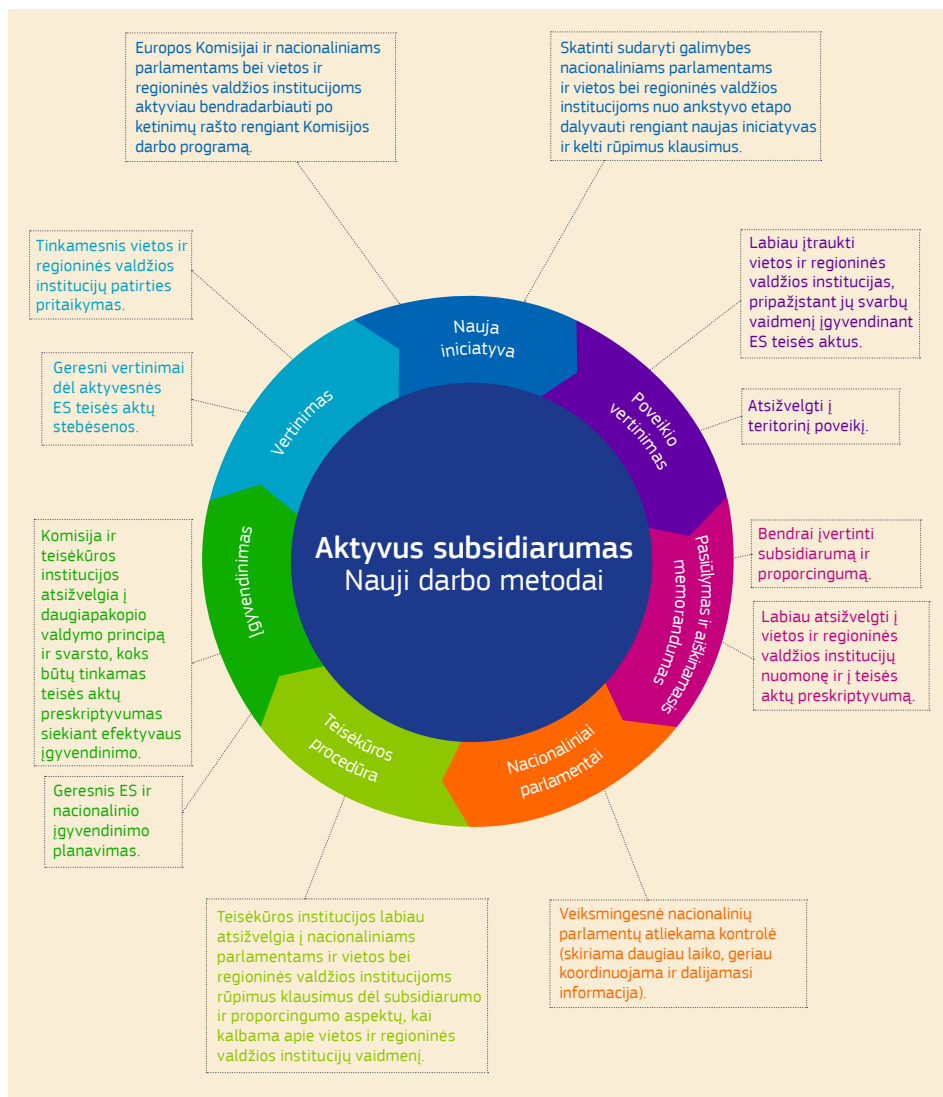 Europos Komisijai ir nacionaliniams
parlamentams bei vietos ir
regioninės valdžios institucijoms
aktyviau bendradarbiauti po
ketinimų rašto rengiant Komisijos
darbo programą.
Skatinti sudaryti galimybes
nacionaliniams parlamentams
ir vietos bei regioninės valdžios
institucijoms nuo ankstyvo etapo
dalyvauti rengiant naujas iniciatyvas
ir kelti rūpimus klausimus.
Tinkamesnis vietos ir
regioninės valdžios
institucijų patirties
pritaikymas.
Labiau įtraukti
vietos ir regioninės
valdžios institucijas,
pripažįstant jų svarbų
vaidmenį įgyvendinant
ES teisės aktus.
Geresni vertinimai
dėl aktyvesnės
ES teisės aktų
stebėsenos.
Atsižvelgti į
teritorinį poveikį.
Nauja
iniciatyva
Poveikio
vertinimas
Vertinimas
Aktyvus subsidiarumas
Nauji darbo metodai
Pasiūlymas ir aiškinamasis
memorandumas
Įgyvendinimas
Bendrai įvertinti
subsidiarumą ir
proporcingumą.
Komisija ir
teisėkūros
institucijos
atsižvelgia į
daugiapakopio
valdymo principą
ir svarsto, koks
būtų tinkamas
teisės aktų
preskriptyvumas
siekiant efektyvaus
įgyvendinimo.
Labiau atsižvelgti į
vietos ir regioninės
valdžios institucijų
nuomonę ir į teisės
aktų preskriptyvumą.
Teisėkūros
procedūra
Nacionaliniai
parlamentai
Geresnis ES ir
nacionalinio
įgyvendinimo
planavimas.
Teisėkūros institucijos labiau
atsižvelgia į nacionaliniams
parlamentams ir vietos bei
regioninės valdžios institucijoms
rūpimus klausimus dėl subsidiarumo
ir proporcingumo aspektų, kai
kalbama apie vietos ir regioninės
valdžios institucijų vaidmenį.
Veiksmingesnė nacionalinių
parlamentų atliekama kontrolė
(skiriama daugiau laiko, geriau
koordinuojama ir dalijamasi
informacija).